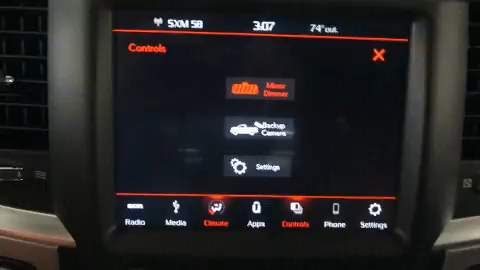 SXM 58 3:07 74° out.
Controls
Mirror
Dimmer
Backup
Camera
Settings
Radio Media Climate Apps Controls Phone Settings